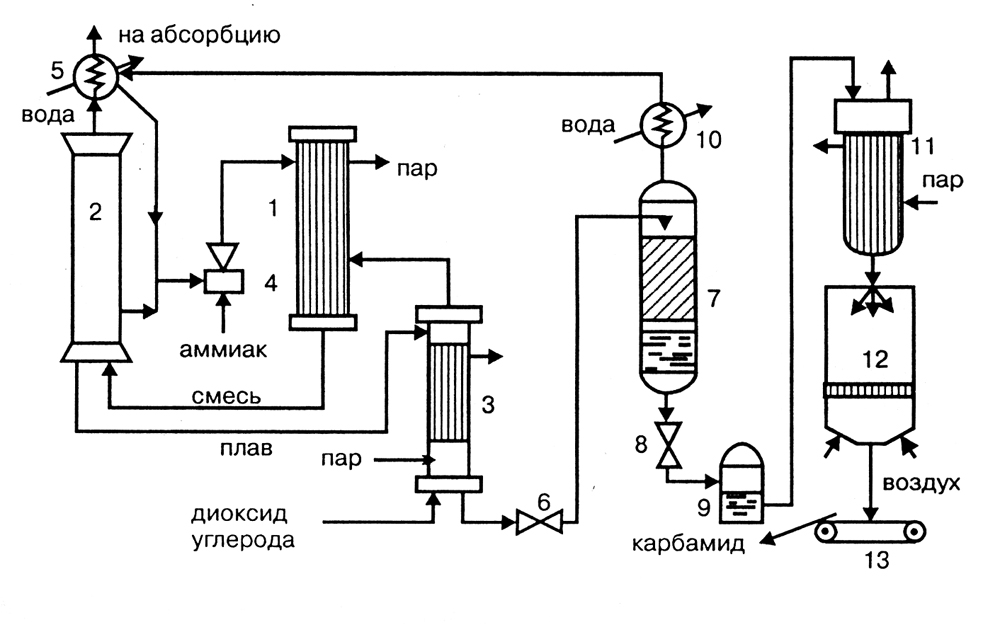 на абсорбцию
5
вода
вода
10
11
пар
1
пар
2
4
7
аммиак
12
смесь
3
плав
8
пар
6
9
воздух
диоксид
углерода
карбамид
13